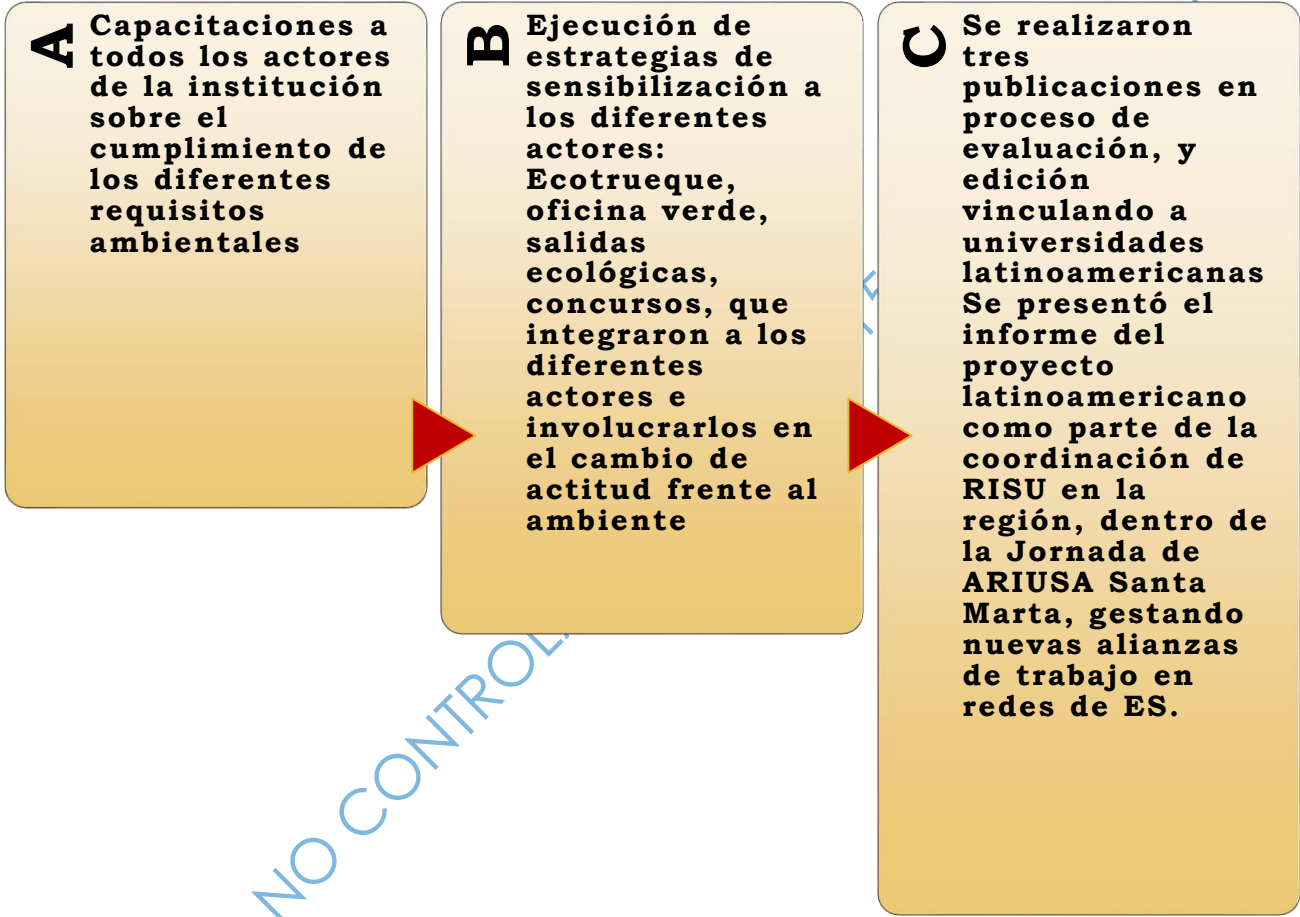 A
Capacitaciones a
todos los actores
de la institución
sobre el
cumplimiento de
los diferentes
requisitos
ambientales
B
Ejecución de
estrategias de
sensibilización a
los diferentes
actores:
Ecotrueque,
oficina verde,
salidas
ecológicas,
concursos, que
integraron a los
diferentes
actores e
involucrarlos en
el cambio de
actitud frente al
ambiente
C
Se realizaron
tres
publicaciones en
proceso de
evaluación, y
edición
vinculando a
universidades
latinoamericanas
Se presentó el
informe del
proyecto
latinoamericano
como parte de la
coordinación de
RISU en la
región, dentro de
la Jornada de
ARIUSA Santa
Marta, gestando
nuevas alianzas
de trabajo en
redes de ES.
NO